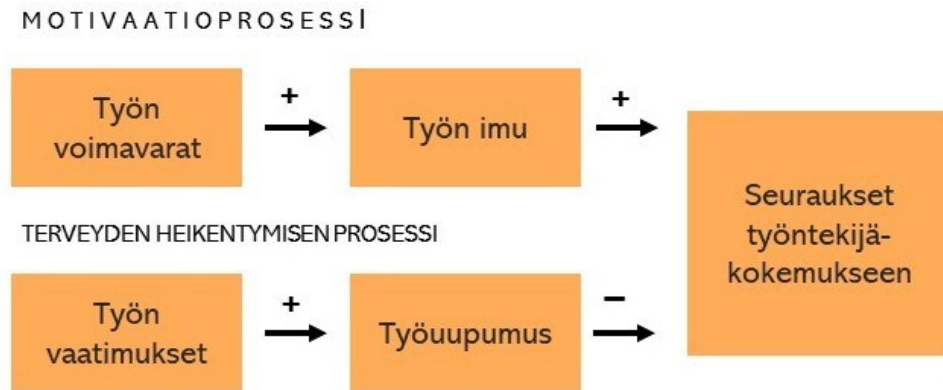 MOTIVAATIOPROSESSI
+
+
Työn
voimavarat
Työn imu
Seuraukset
työntekijä-
kokemukseen
TERVEYDEN HEIKENTYMISEN PROSESSI
+
–
Työn
vaatimukset
Työuupumus